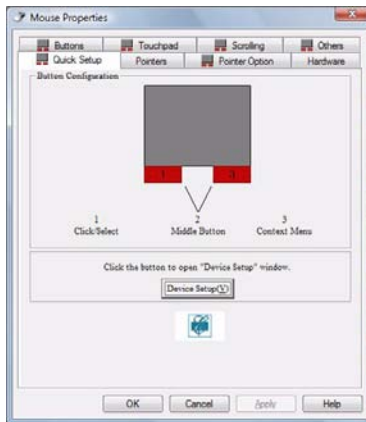 Mouse Properties
Buttons Touchpad Scrolling Others
Quick Setup Pointers Pointer Option Hardware
Button Configuration
1 3
1 2 3
Click/Select Middle Button Context Menu
Click the button to open "Device Setup" window.
Device Setup(V)
OK Cancel Apply Help